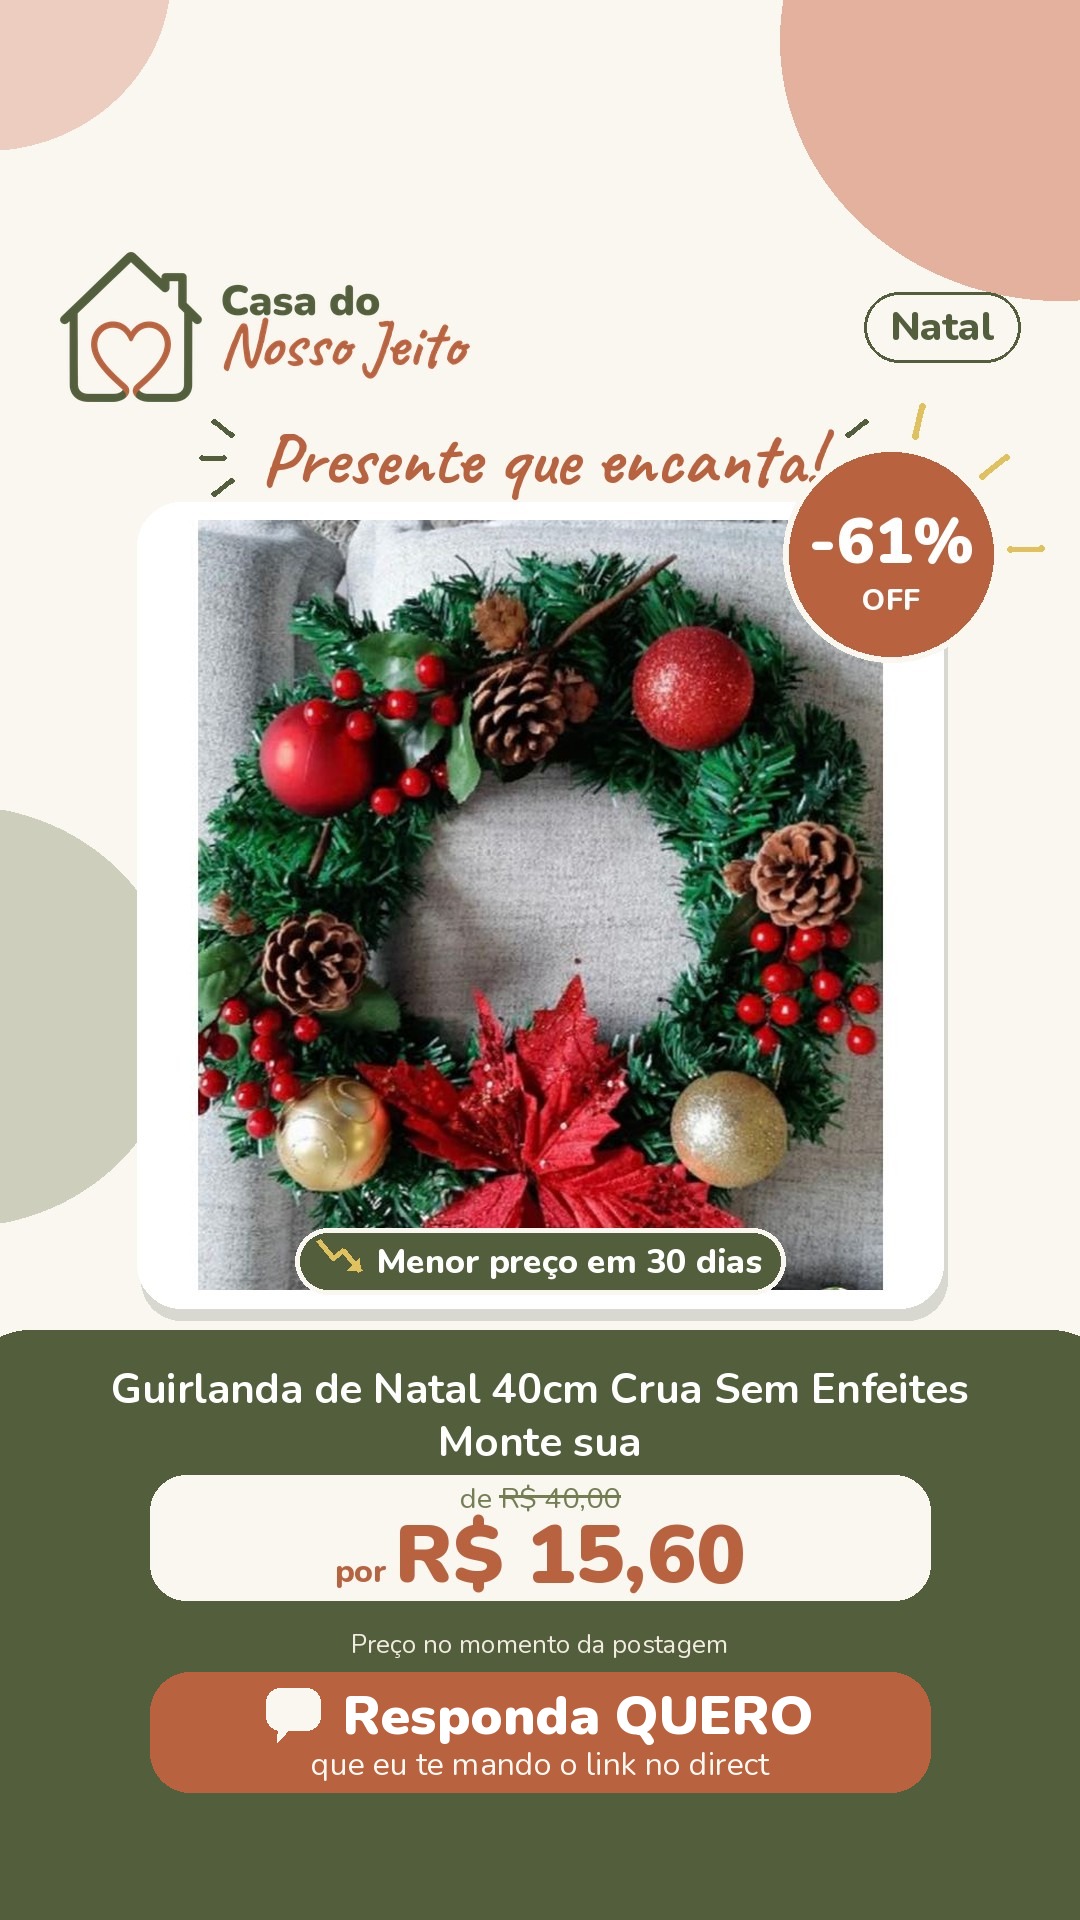 Casa do
Nosso Jeito
Natal
Presente que encanta!
-61%
OFF
Menor preço em 30 dias
Guirlanda de Natal 40cm Crua Sem Enfeites
Monte sua
de R$ 40,00
por R$ 15,60
Preço no momento da postagem
Responda QUERO
que eu te mando o link no direct